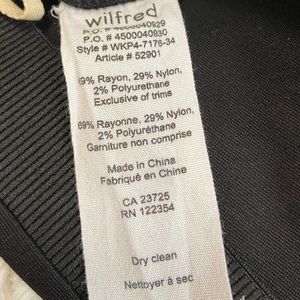 wilfred
P.O. # 4500040929
P.O. # 4500040930
Style # WKP4-7176-34
Article # 52901
69% Rayon, 29% Nylon,
2% Polyurethane
Exclusive of trims
69% Rayonne, 29% Nylon,
2% Polyuréthane
Garniture non comprise
Made in China
Fabriqué en Chine
CA 23725
RN 122354
Dry clean
Nettoyer à sec